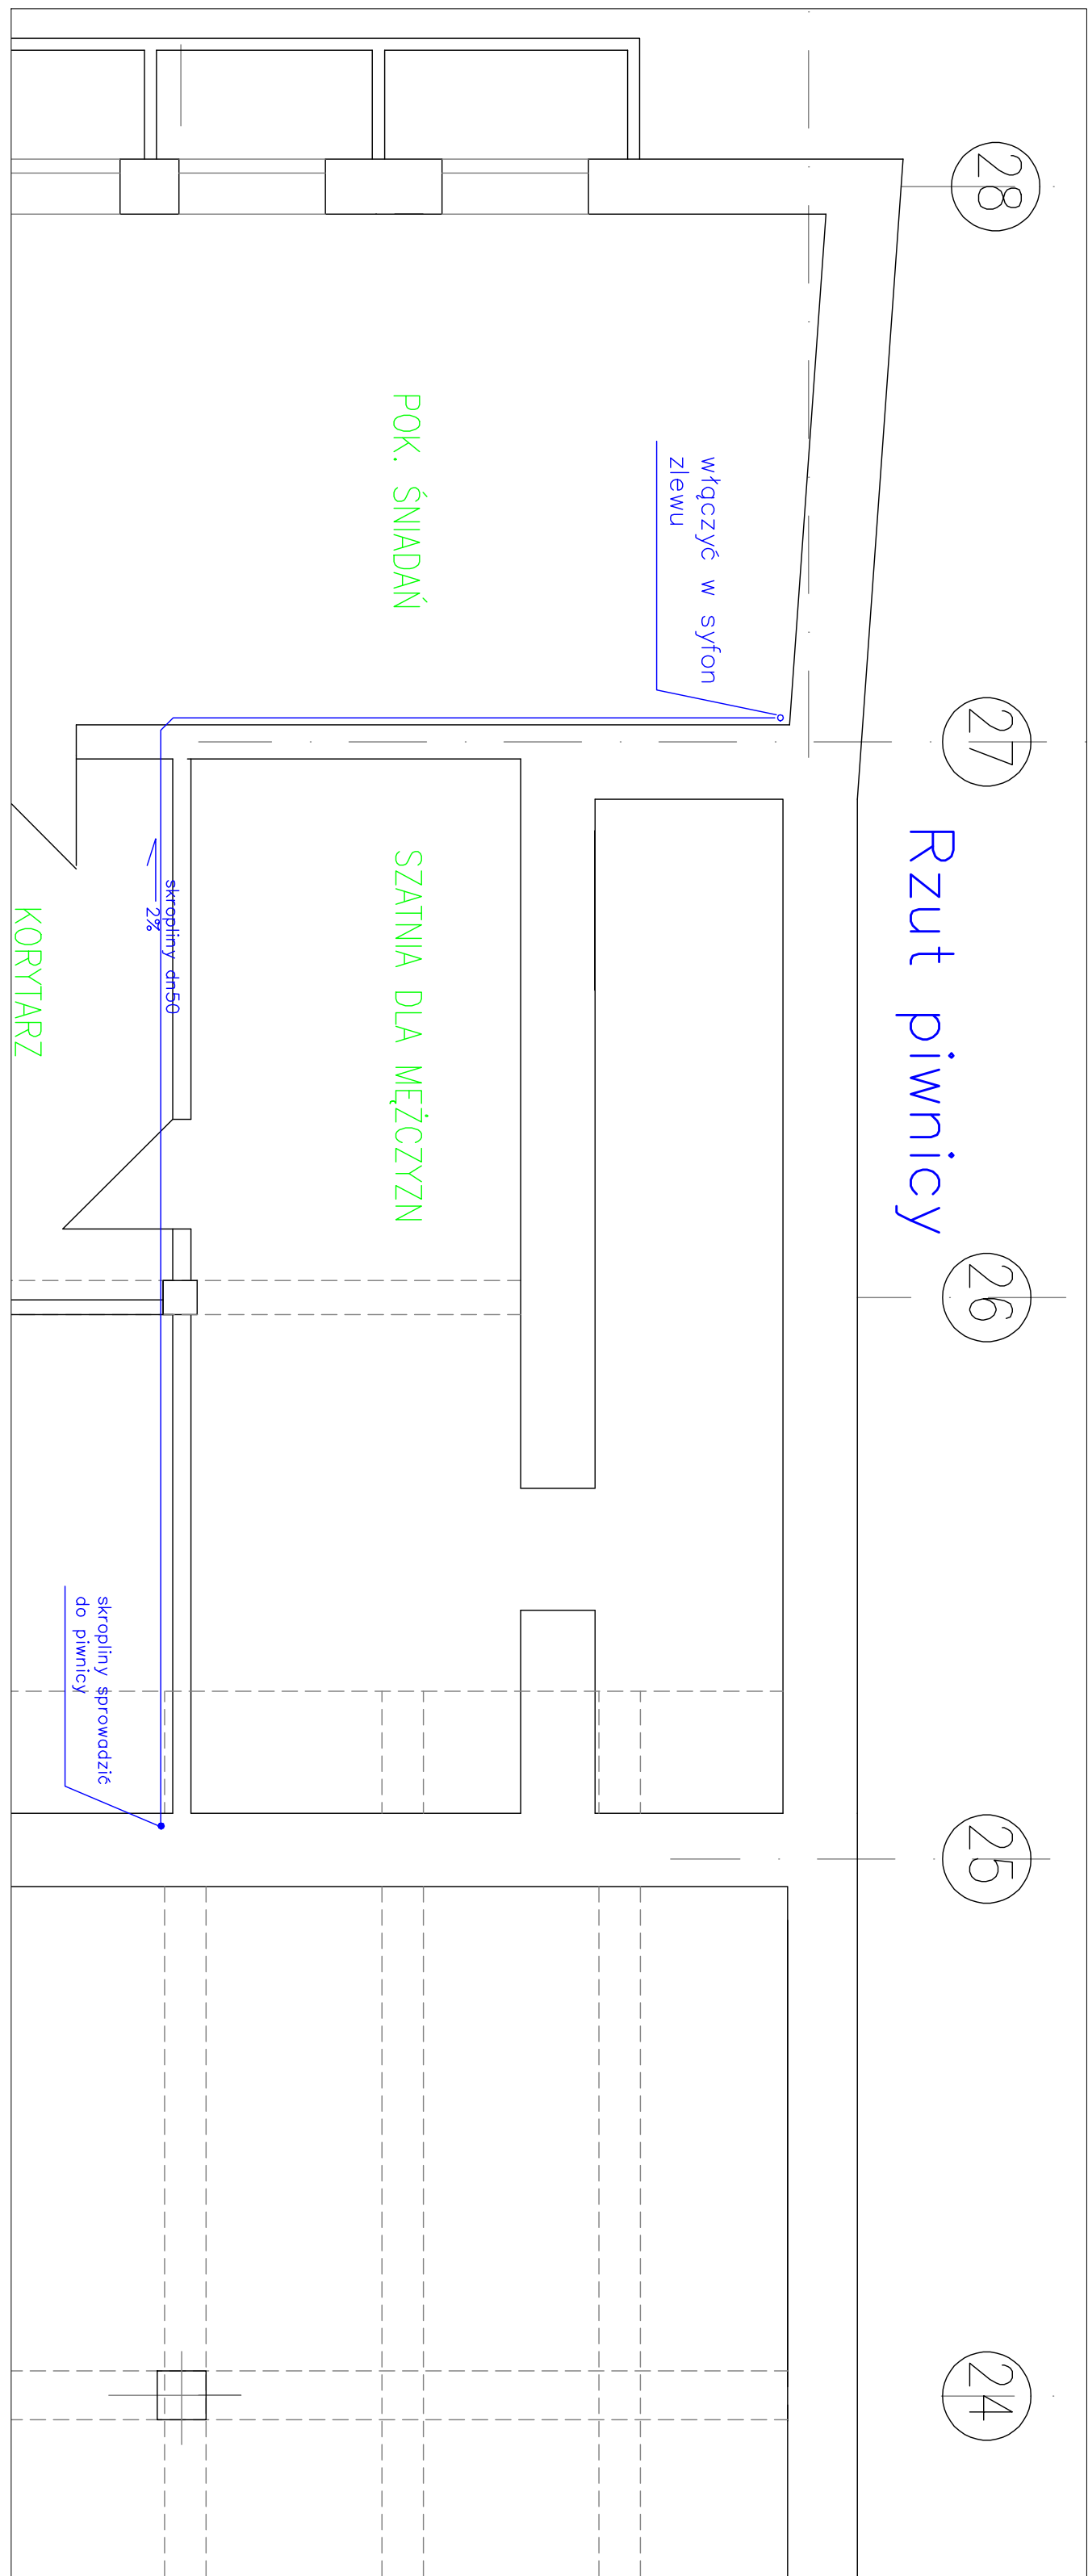 28
27
26
25
24
Rzut piwnicy
włączyć w syfon
zlewu
POK. ŚNIADAŃ
SZATNIA DLA MĘŻCZYZN
skropliny dn50
2%
skropliny sprowadzić
do piwnicy
KORYTARZ